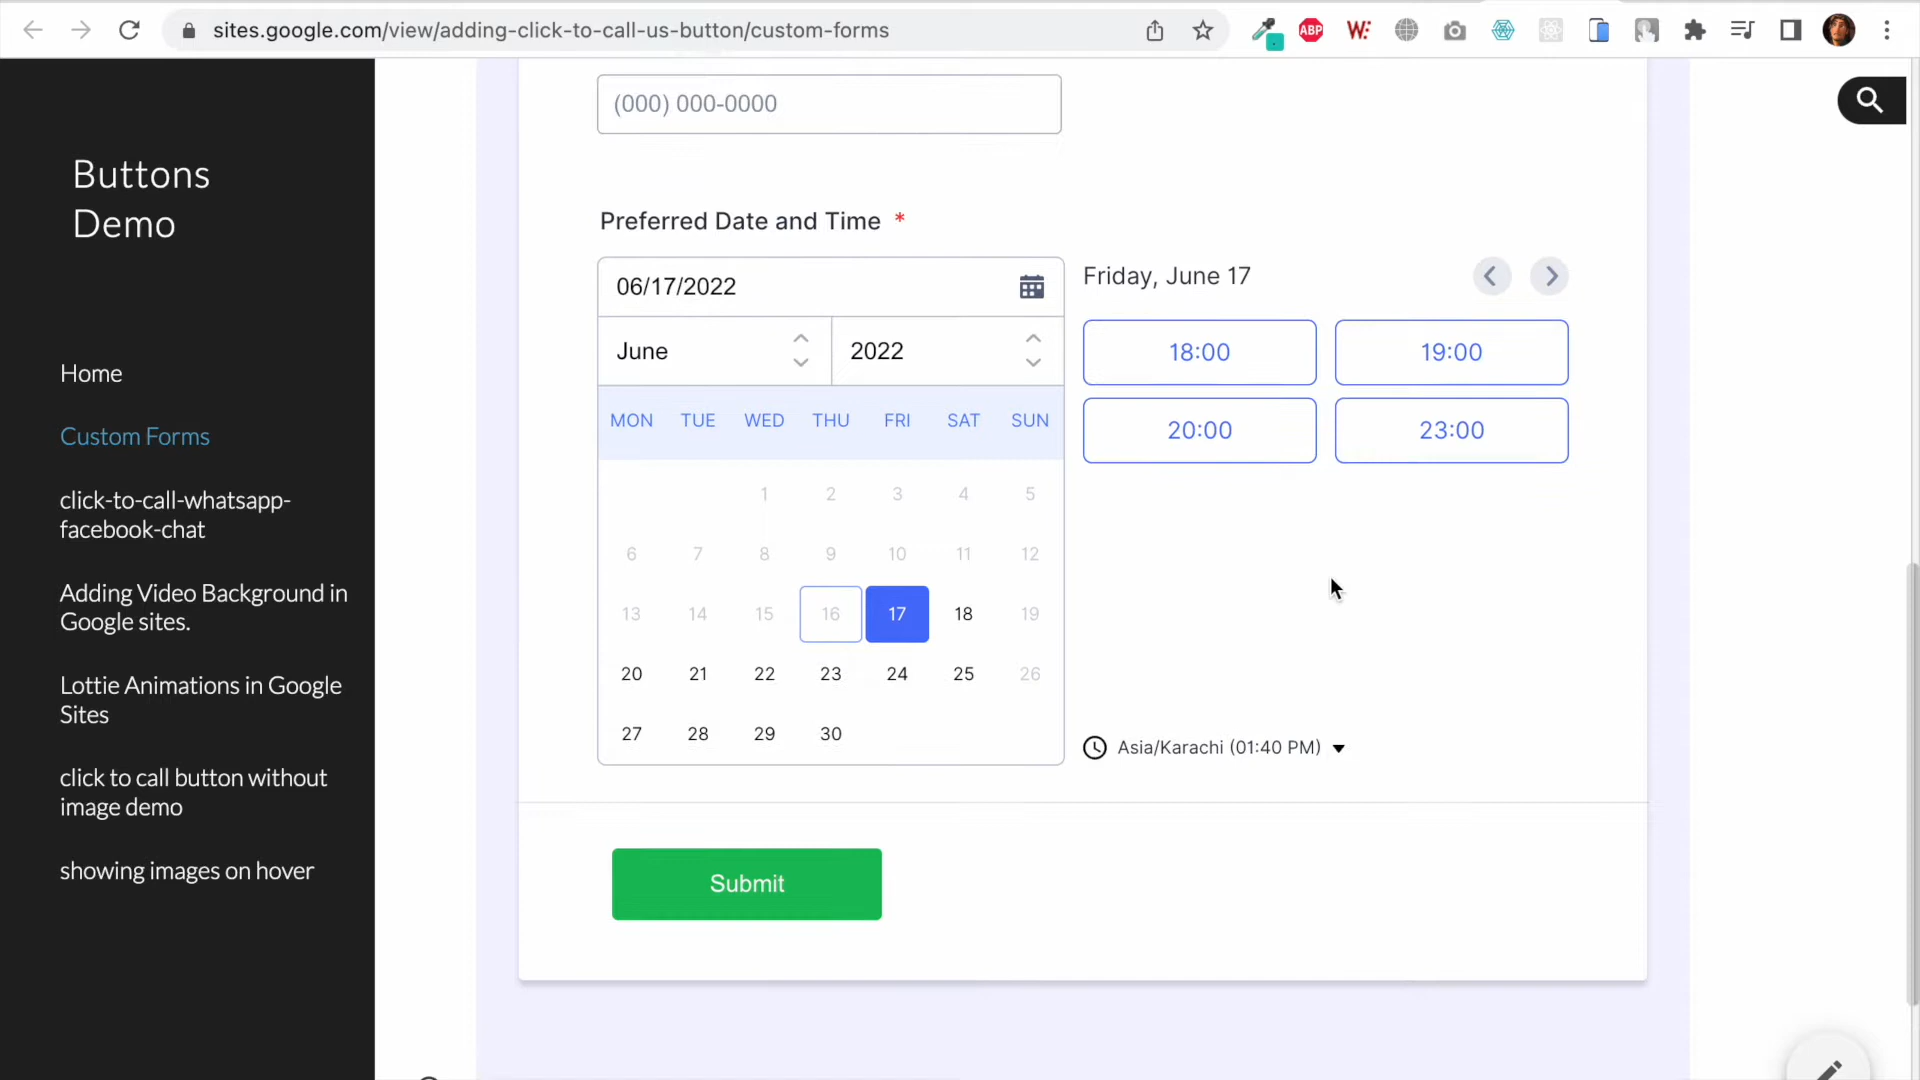 sites.google.com/view/adding-click-to-call-us-button/custom-forms
ABP
W:
Buttons
Demo
Home
Custom Forms
click-to-call-whatsapp-
facebook-chat
Adding Video Background in
Google sites.
Lottie Animations in Google
Sites
click to call button without
image demo
showing images on hover
(000) 000-0000
Preferred Date and Time *
06/17/2022
June 2022
MON TUE WED THU FRI SAT SUN
1 2 3 4 5
6 7 8 9 10 11 12
13 14 15 16 17 18 19
20 21 22 23 24 25 26
27 28 29 30
Friday, June 17
18:00 19:00
20:00 23:00
Asia/Karachi (01:40 PM)
Submit